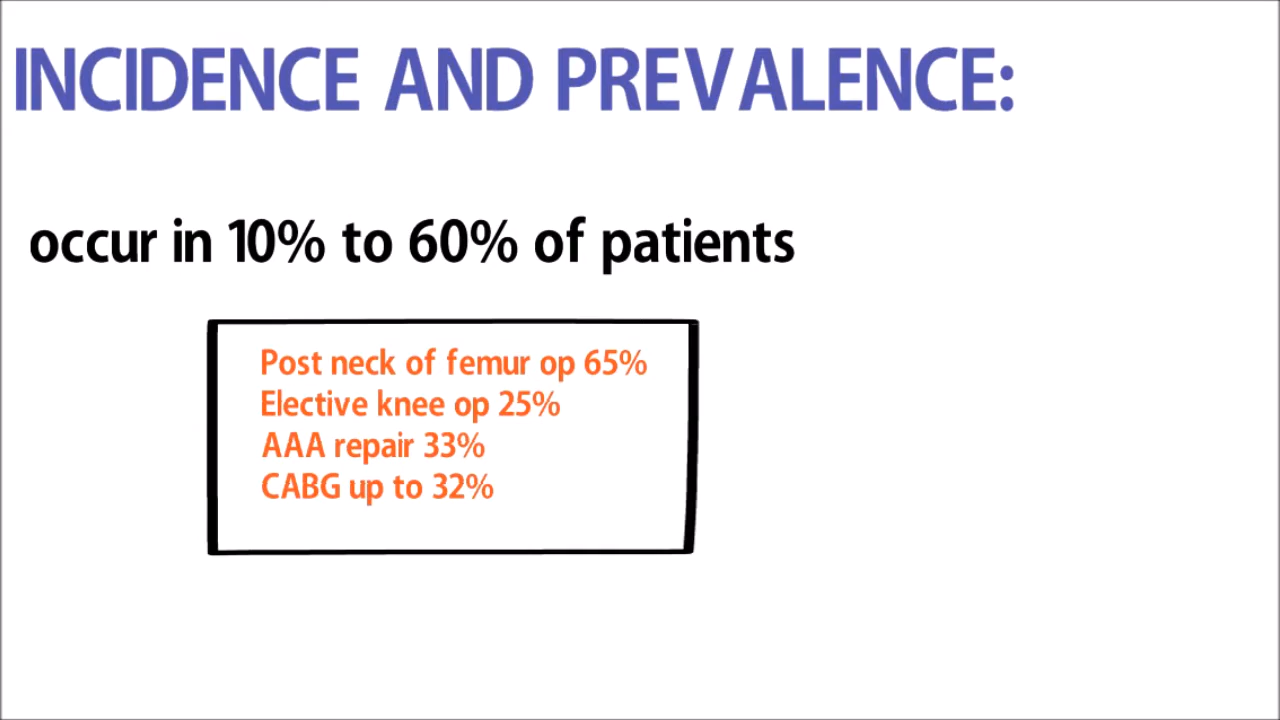 INCIDENCE AND PREVALENCE:
occur in 10% to 60% of patients
Post neck of femur op 65%
Elective knee op 25%
AAA repair 33%
CABG up to 32%